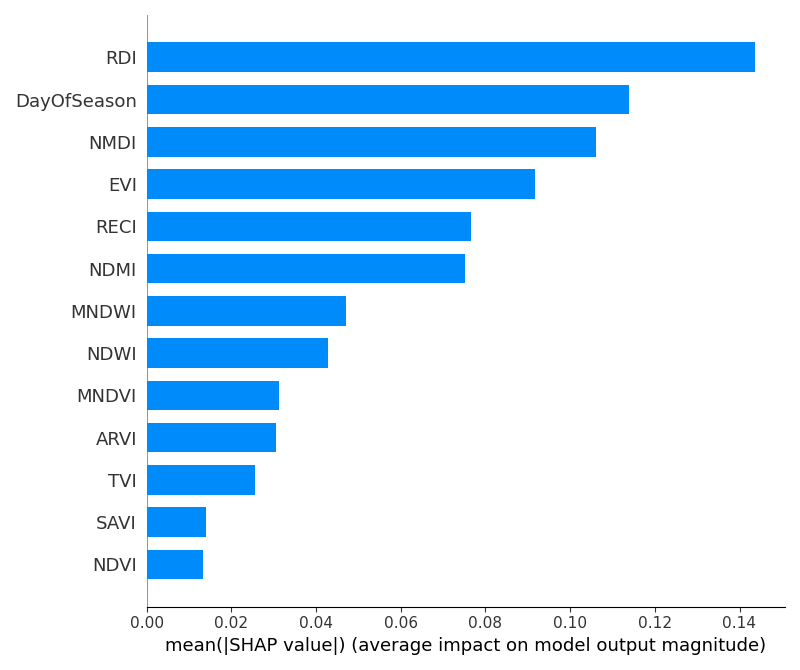 RDI
DayOfSeason
NMDI
EVI
RECI
NDMI
MNDWI
NDWI
MNDVI
ARVI
TVI
SAVI
NDVI
0.00 0.02 0.04 0.06 0.08 0.10 0.12 0.14
mean(|SHAP value|) (average impact on model output magnitude)